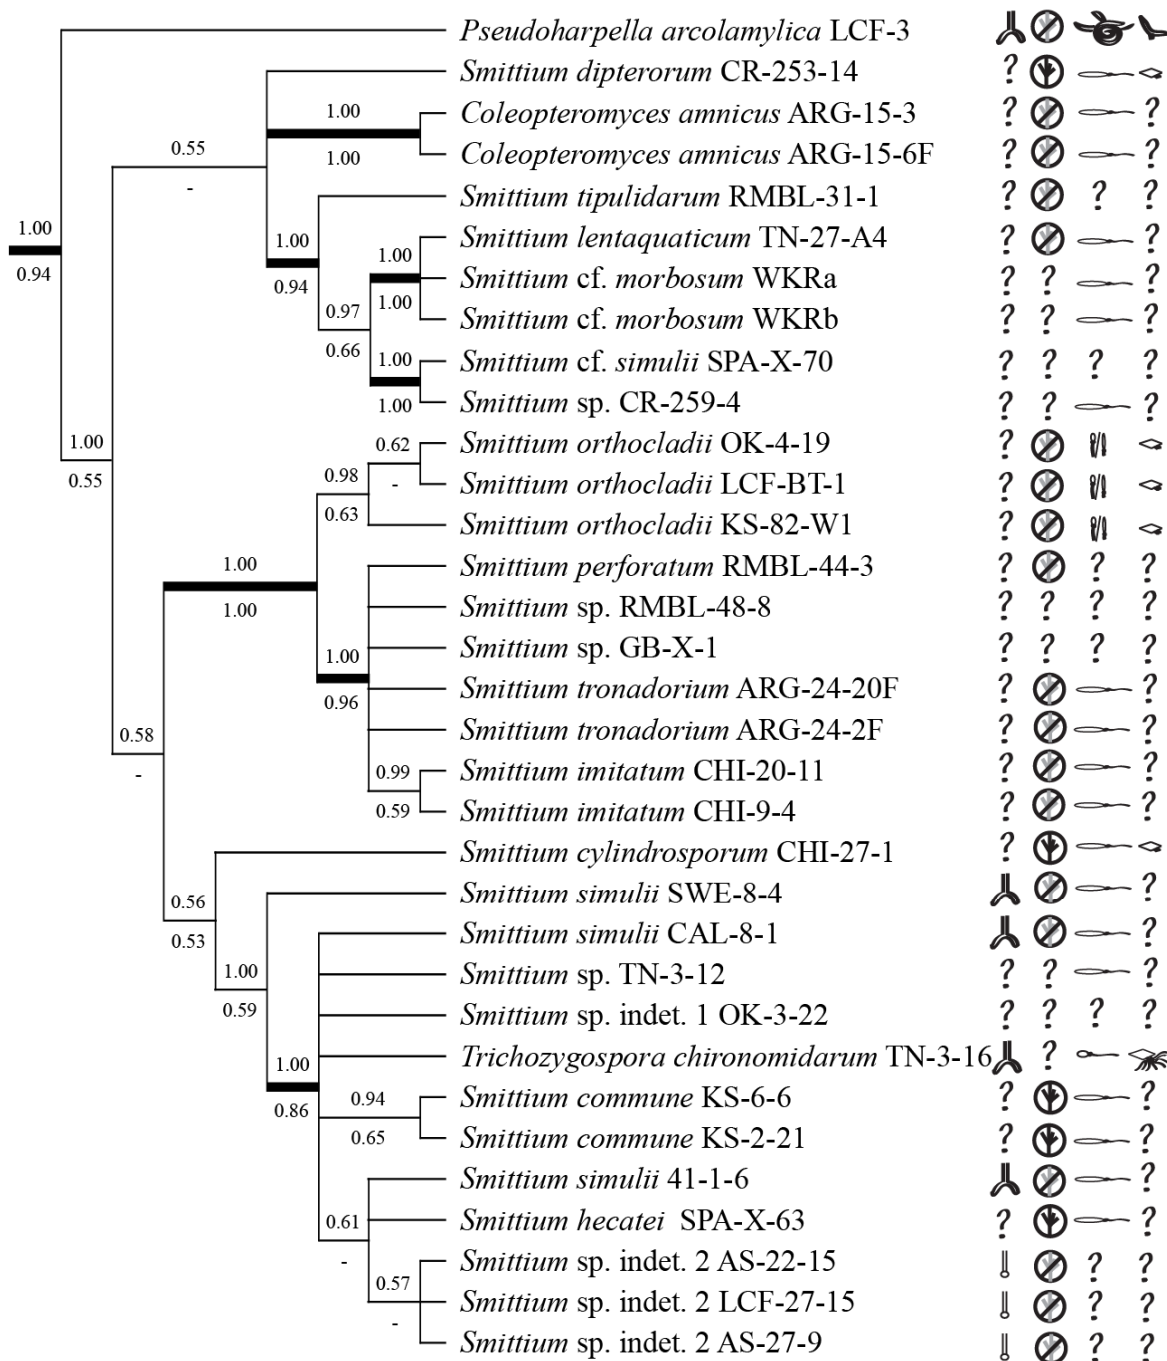 Pseudoharpella arcolamylica LCF-3
Smittium dipterorum CR-253-14 ?
1.00
Coleopteromyces amnicus ARG-15-3 ? ?
0.55
1.00
Coleopteromyces amnicus ARG-15-6F ? ?
-
Smittium tipulidarum RMBL-31-1 ? ? ?
1.00
1.00
1.00
Smittium lentaquaticum TN-27-A4 ? ?
0.94
0.94
Smittium cf. morbosum WKRa ? ? ?
1.00
0.97
Smittium cf. morbosum WKRb ? ? ?
0.66
1.00
Smittium cf. simulii SPA-X-70 ? ? ? ?
1.00
Smittium sp. CR-259-4 ? ? ?
1.00
0.62
Smittium orthocladii OK-4-19 ?
0.55
0.98
-
Smittium orthocladii LCF-BT-1 ?
0.63
Smittium orthocladii KS-82-W1 ?
1.00
Smittium perforatum RMBL-44-3 ? ? ?
1.00
Smittium sp. RMBL-48-8 ? ? ? ?
Smittium sp. GB-X-1 ? ? ? ?
1.00
Smittium tronadorium ARG-24-20F ? ?
0.96
Smittium tronadorium ARG-24-2F ? ?
0.58
-
0.99
Smittium imitatum CHI-20-11 ? ?
0.59
Smittium imitatum CHI-9-4 ? ?
Smittium cylindrosporum CHI-27-1 ?
0.56
Smittium simulii SWE-8-4 ?
0.53
Smittium simulii CAL-8-1 ?
1.00
Smittium sp. TN-3-12 ? ? ?
0.59
Smittium sp. indet. 1 OK-3-22 ? ? ? ?
Trichozygospora chironomidarum TN-3-16 ?
1.00
0.94
Smittium commune KS-6-6 ? ?
0.86
0.65
Smittium commune KS-2-21 ? ?
Smittium simulii 41-1-6 ?
0.61
Smittium hecatei SPA-X-63 ? ?
-
Smittium sp. indet. 2 AS-22-15 ? ?
0.57
Smittium sp. indet. 2 LCF-27-15 ? ?
-
Smittium sp. indet. 2 AS-27-9 ? ?